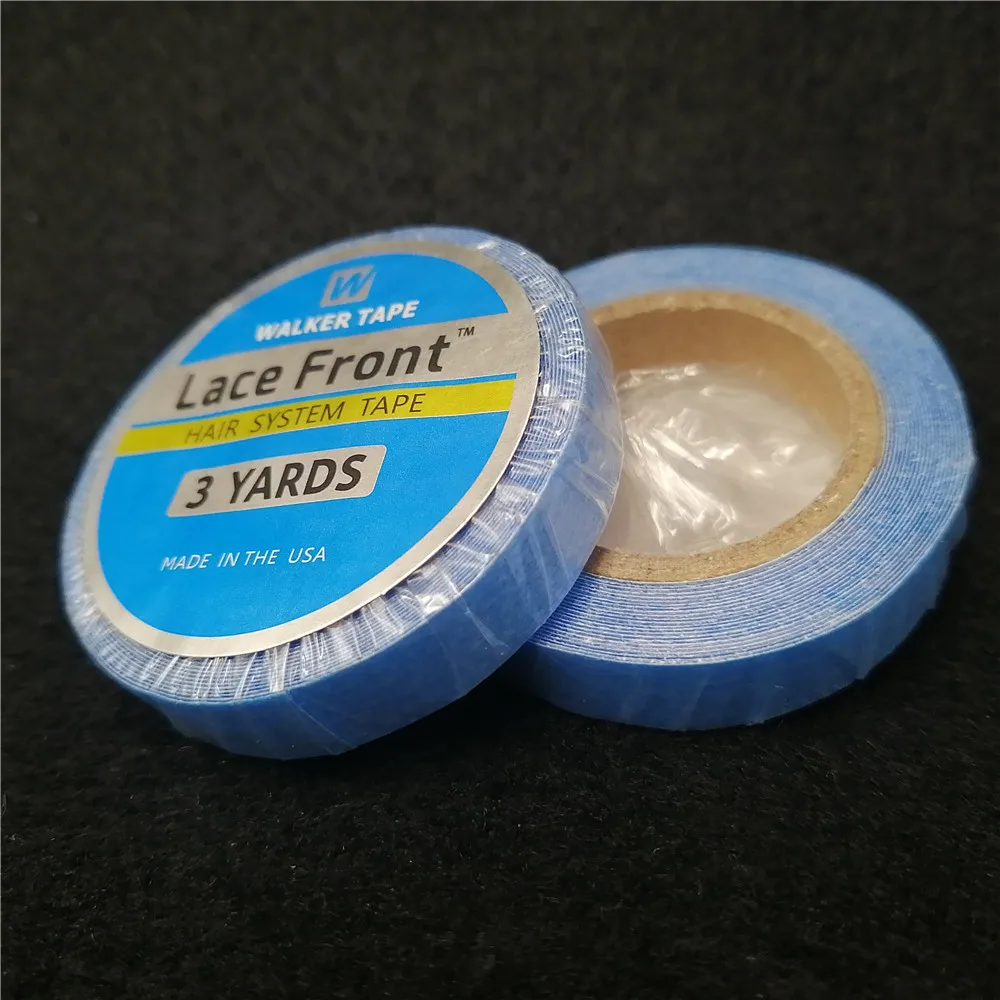 W
WALKER TAPE
Lace Front™
HAIR SYSTEM TAPE
3 YARDS
MADE IN THE USA